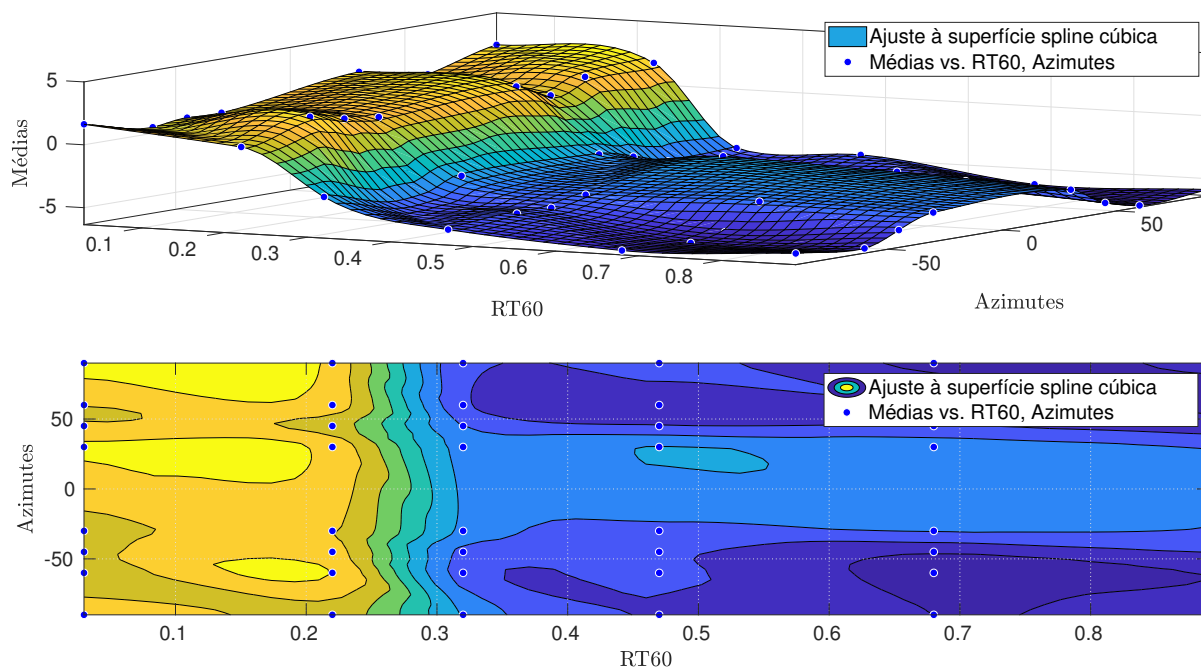 Ajuste à superfície spline cúbica
Médias vs. RT60, Azimutes
5
0
-5
Médias
0.1
0.2
0.3
0.4
0.5
0.6
0.7
0.8
RT60
-50
0
50
Azimutes
Ajuste à superfície spline cúbica
Médias vs. RT60, Azimutes
50
0
-50
Azimutes
0.1
0.2
0.3
0.4
0.5
0.6
0.7
0.8
RT60